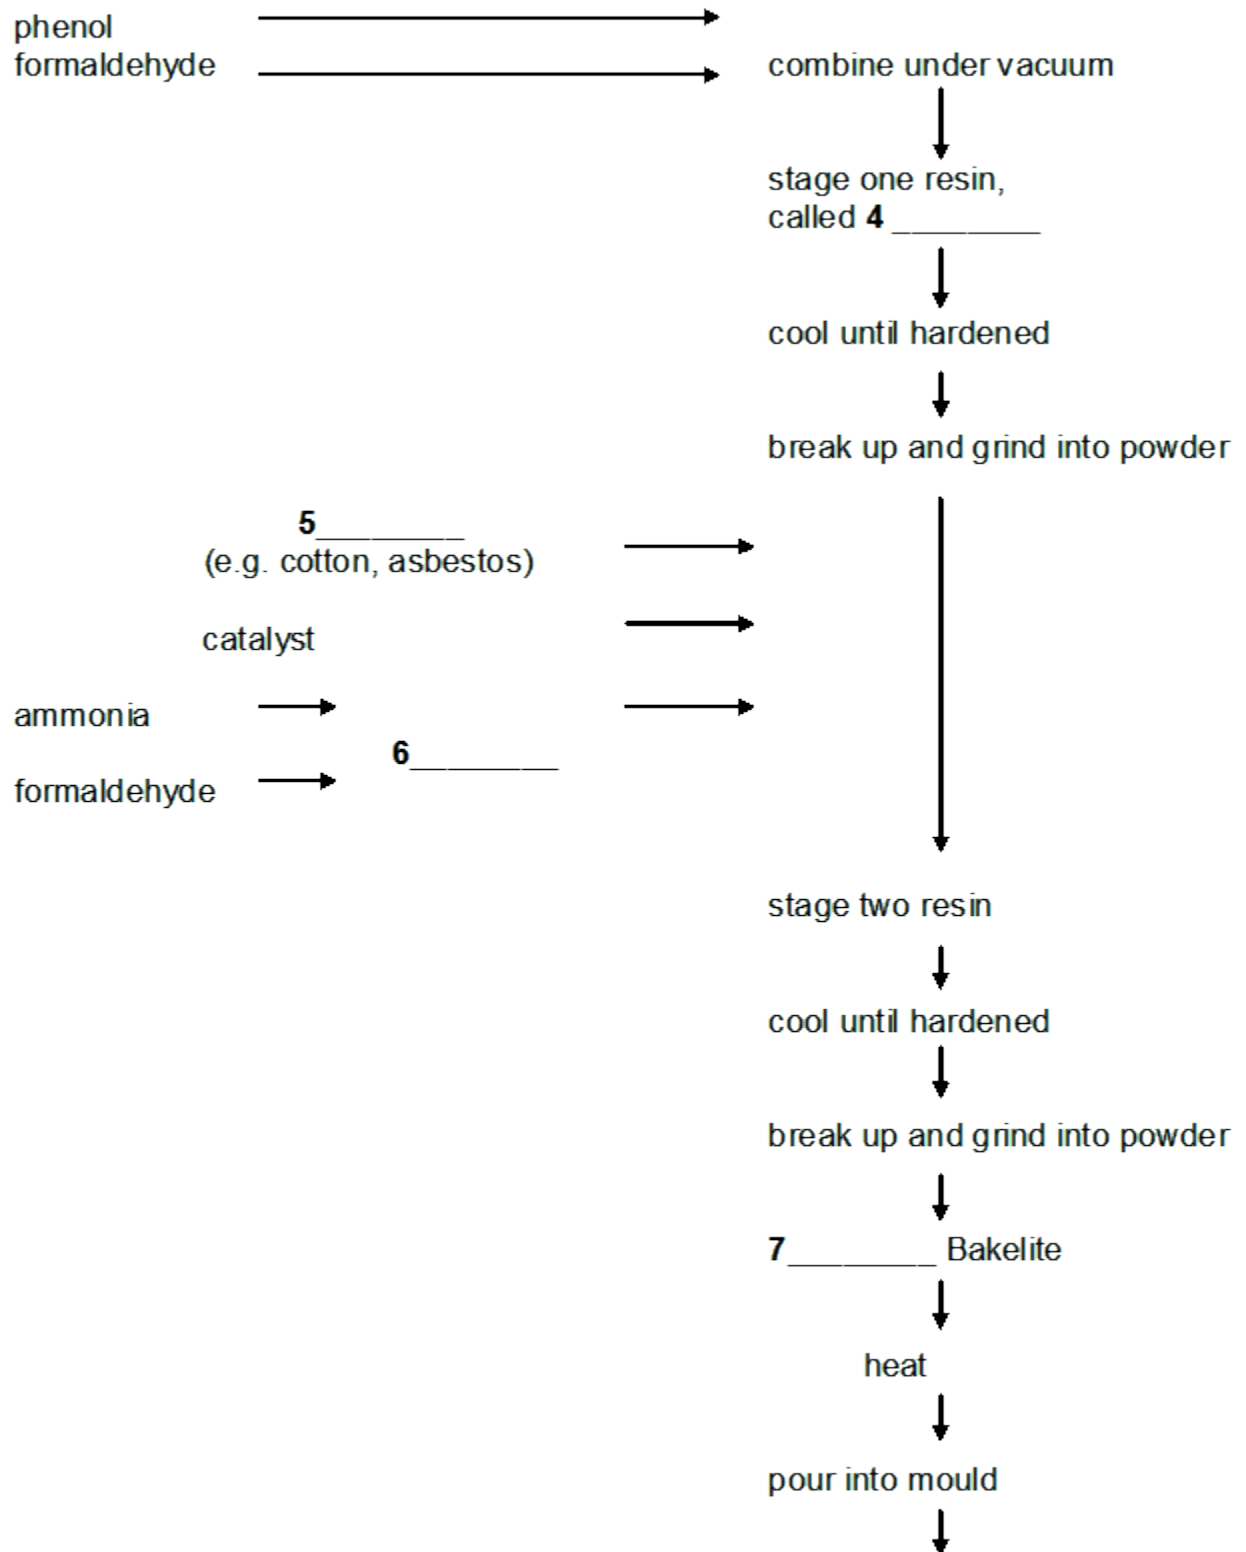 phenol
formaldehyde
combine under vacuum
stage one resin,
called 4 ________
cool until hardened
break up and grind into powder
5________
(e.g. cotton, asbestos)
catalyst
ammonia
6________
formaldehyde
stage two resin
cool until hardened
break up and grind into powder
7________ Bakelite
heat
pour into mould